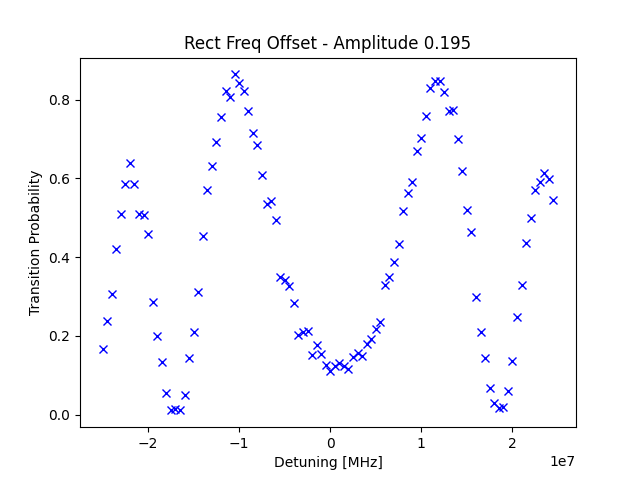 Rect Freq Offset - Amplitude 0.195
Transition Probability
0.8
0.6
0.4
0.2
0.0
−2
−1
0
1
2
1e7
Detuning [MHz]